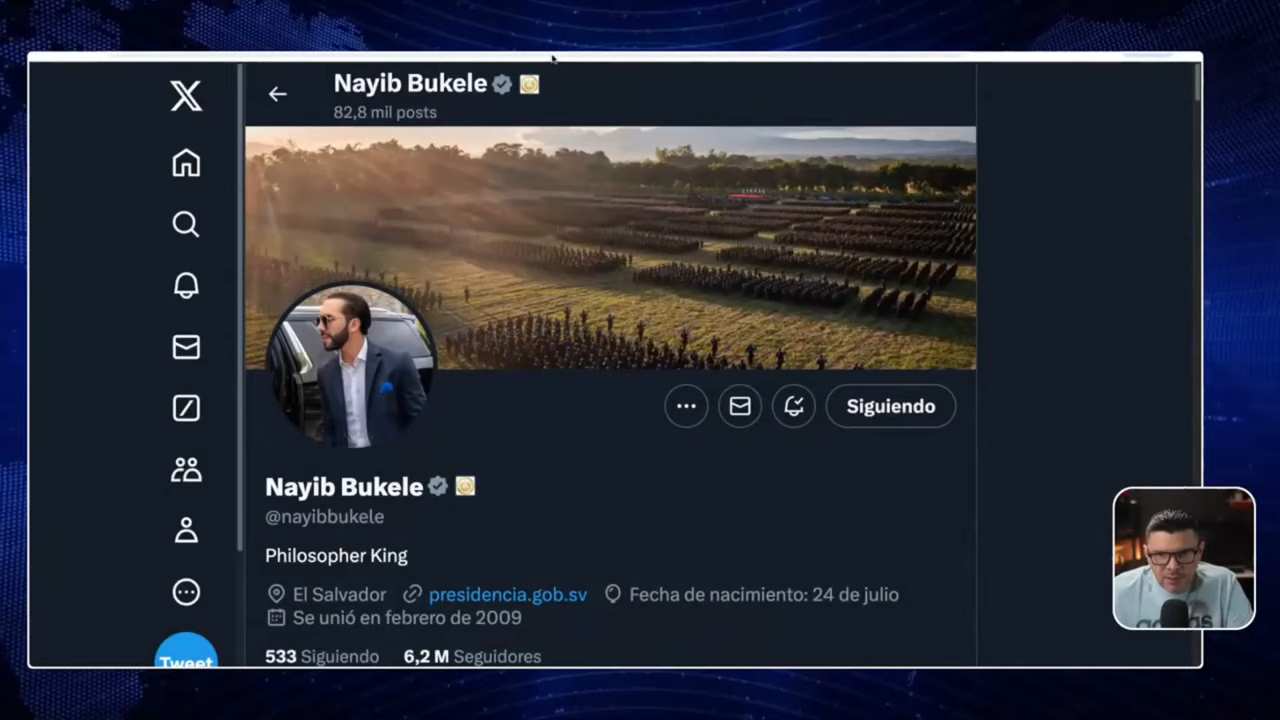 Nayib Bukele
82,8 mil posts
Siguiendo
Nayib Bukele
@nayibbukele
Philosopher King
El Salvador presidencia.gob.sv Fecha de nacimiento: 24 de julio
Se unió en febrero de 2009
533 Siguiendo 6,2 M Seguidores
Tweet
adidas